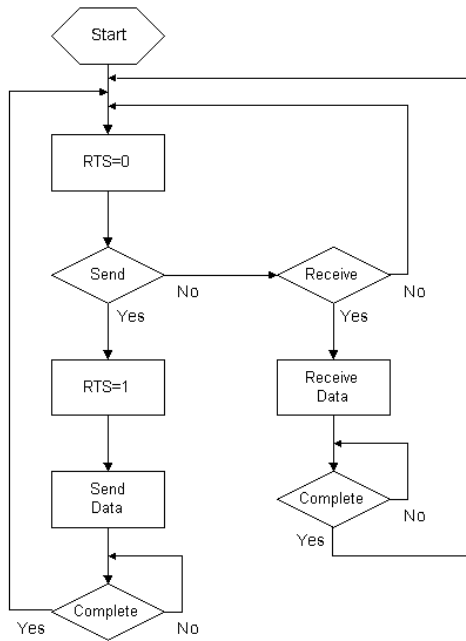 Start
RTS=0
Send
No
Yes
Receive
No
Yes
RTS=1
Receive
Data
Send
Data
Complete
No
Yes
Complete
No
Yes